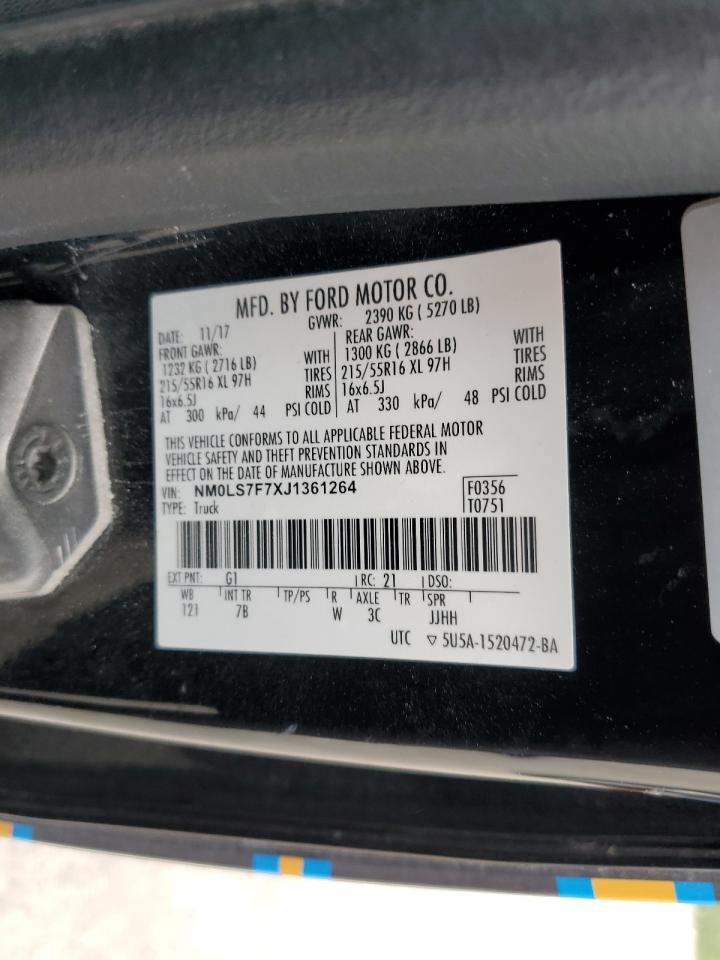 MFD. BY FORD MOTOR CO.
DATE: 11/17 GVWR: 2390 KG ( 5270 LB)
FRONT GAWR: REAR GAWR:
1232 KG ( 2716 LB) WITH 1300 KG ( 2866 LB) WITH
215/55R16 XL 97H TIRES 215/55R16 XL 97H TIRES
16x6.5J RIMS 16x6.5J RIMS
AT 300 kPa/ 44 PSI COLD AT 330 kPa/ 48 PSI COLD
THIS VEHICLE CONFORMS TO ALL APPLICABLE FEDERAL MOTOR
VEHICLE SAFETY AND THEFT PREVENTION STANDARDS IN
EFFECT ON THE DATE OF MANUFACTURE SHOWN ABOVE.
VIN: NM0LS7F7XJ1361264 F0356
TYPE: Truck T0751
EXT PNT: G1 RC: 21 DSO:
WB INT TR TP/PS R AXLE TR SPR
121 7B W 3C JJHH
UTC ▽ 5U5A-1520472-BA